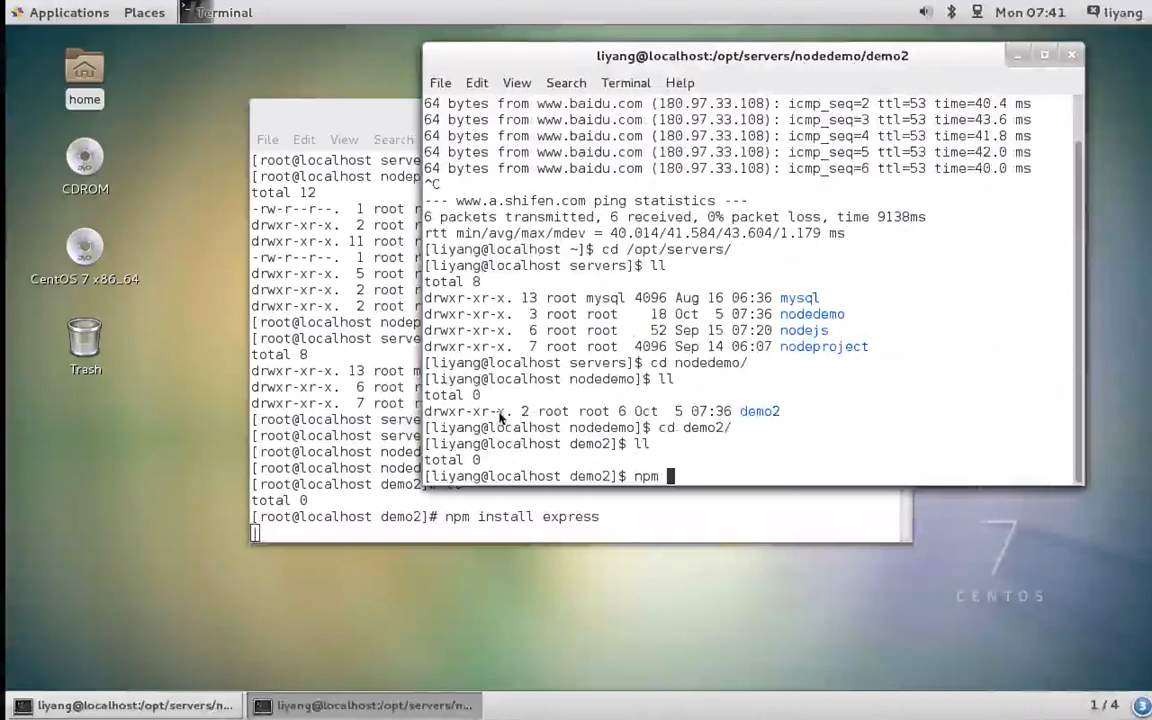 Applications Places Terminal Mon 07:41 liyang
home
CDROM
CentOS 7 x86_64
Trash
File Edit View Search
[root@localhost serve
[root@localhost nodep
total 12
-rw-r--r--. 1 root r
drwxr-xr-x. 2 root r
drwxr-xr-x. 11 root r
-rw-r--r--. 1 root r
drwxr-xr-x. 5 root r
drwxr-xr-x. 2 root r
drwxr-xr-x. 2 root r
[root@localhost nodep
[root@localhost serve
total 8
drwxr-xr-x. 13 root m
drwxr-xr-x. 6 root r
drwxr-xr-x. 7 root r
[root@localhost serve
[root@localhost serve
[root@localhost noded
[root@localhost noded
[root@localhost demo2]
total 0
[root@localhost demo2]# npm install express
liyang@localhost:/opt/servers/nodedemo/demo2
File Edit View Search Terminal Help
64 bytes from www.baidu.com (180.97.33.108): icmp_seq=2 ttl=53 time=40.4 ms
64 bytes from www.baidu.com (180.97.33.108): icmp_seq=3 ttl=53 time=43.6 ms
64 bytes from www.baidu.com (180.97.33.108): icmp_seq=4 ttl=53 time=41.8 ms
64 bytes from www.baidu.com (180.97.33.108): icmp_seq=5 ttl=53 time=42.0 ms
64 bytes from www.baidu.com (180.97.33.108): icmp_seq=6 ttl=53 time=40.0 ms
^C
--- www.a.shifen.com ping statistics ---
6 packets transmitted, 6 received, 0% packet loss, time 9138ms
rtt min/avg/max/mdev = 40.014/41.584/43.604/1.179 ms
[liyang@localhost ~]$ cd /opt/servers/
[liyang@localhost servers]$ ll
total 8
drwxr-xr-x. 13 root mysql 4096 Aug 16 06:36 mysql
drwxr-xr-x. 3 root root 18 Oct 5 07:36 nodedemo
drwxr-xr-x. 6 root root 52 Sep 15 07:20 nodejs
drwxr-xr-x. 7 root root 4096 Sep 14 06:07 nodeproject
[liyang@localhost servers]$ cd nodedemo/
[liyang@localhost nodedemo]$ ll
total 0
drwxr-xr-x. 2 root root 6 Oct 5 07:36 demo2
[liyang@localhost nodedemo]$ cd demo2/
[liyang@localhost demo2]$ ll
total 0
[liyang@localhost demo2]$ npm
7
CENTOS
liyang@localhost:/opt/servers/n... liyang@localhost:/opt/servers/n... 1 / 4 3